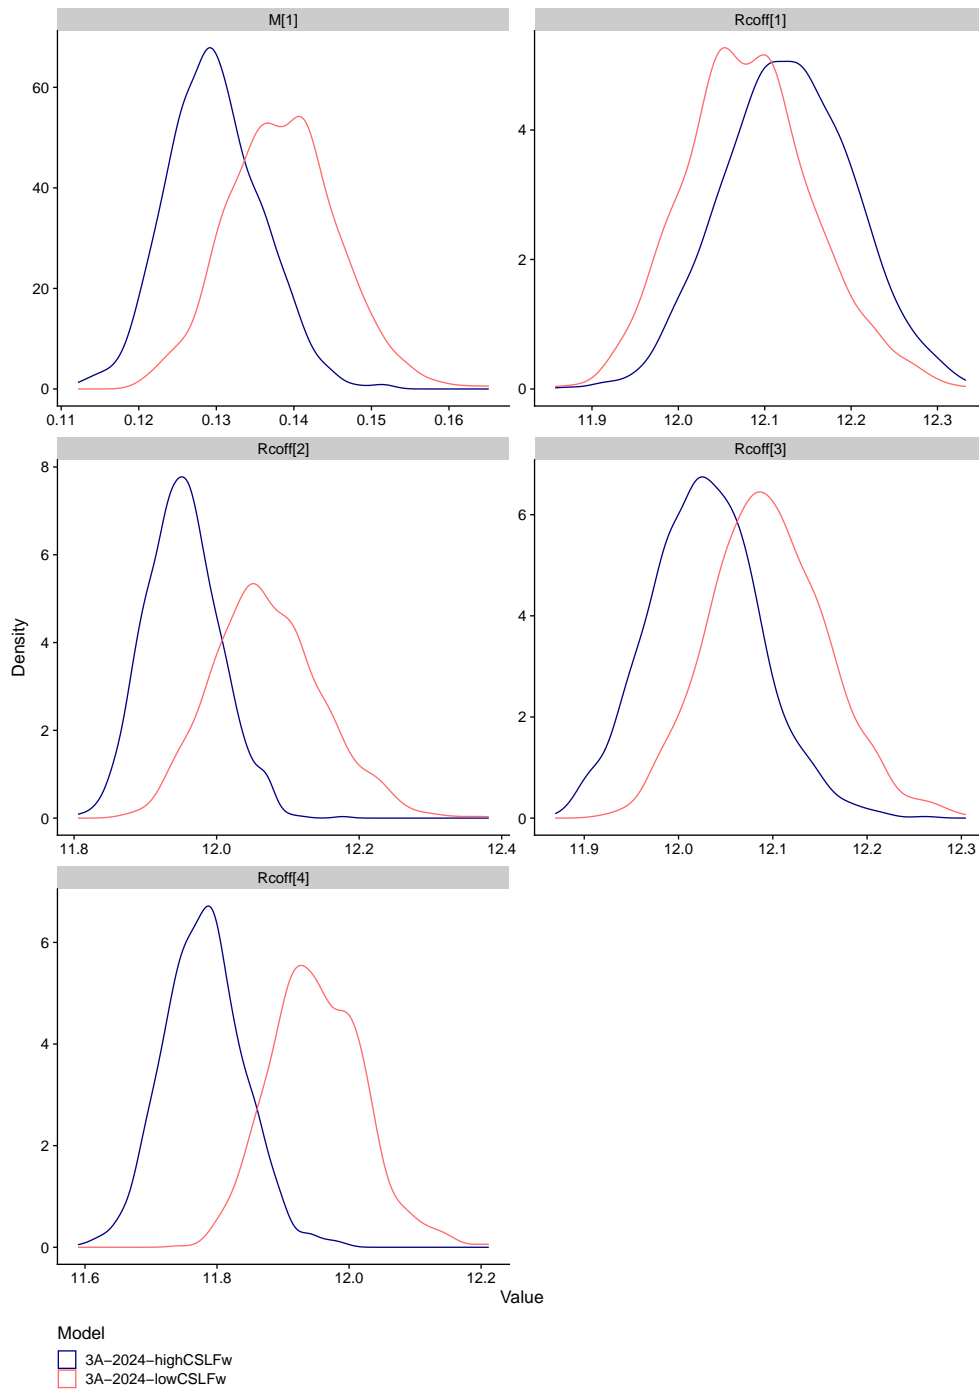 M[1]
Rcoff[1]
60
40
20
0
0.11 0.12 0.13 0.14 0.15 0.16
4
2
0
11.9 12.0 12.1 12.2 12.3
Rcoff[2]
Rcoff[3]
8
6
4
2
0
11.8 12.0 12.2 12.4
6
4
2
0
11.9 12.0 12.1 12.2 12.3
Density
Rcoff[4]
6
4
2
0
11.6 11.8 12.0 12.2
Value
Model
3A−2024−highCSLFw
3A−2024−lowCSLFw